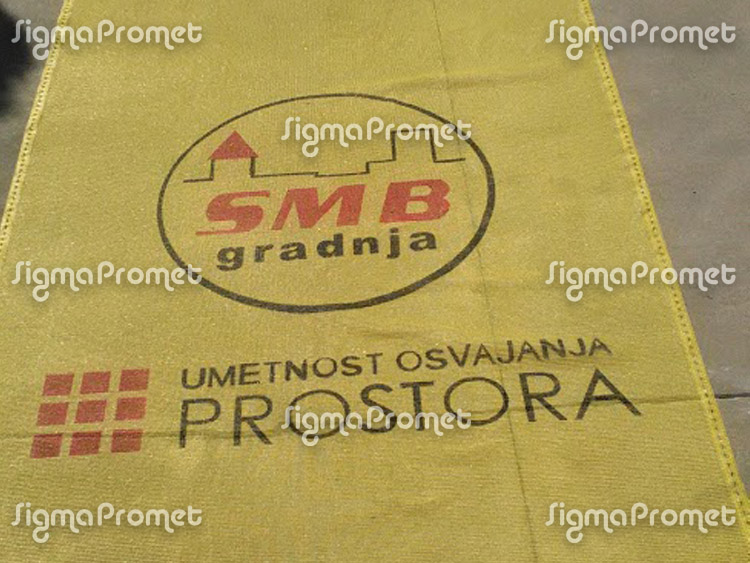 SigmaPromet SigmaPromet
SigmaPromet
SMB
gradnja
SigmaPromet SigmaPromet
UMETNOST OSVAJANJA
PROSTORA
SigmaPromet
SigmaPromet SigmaPromet